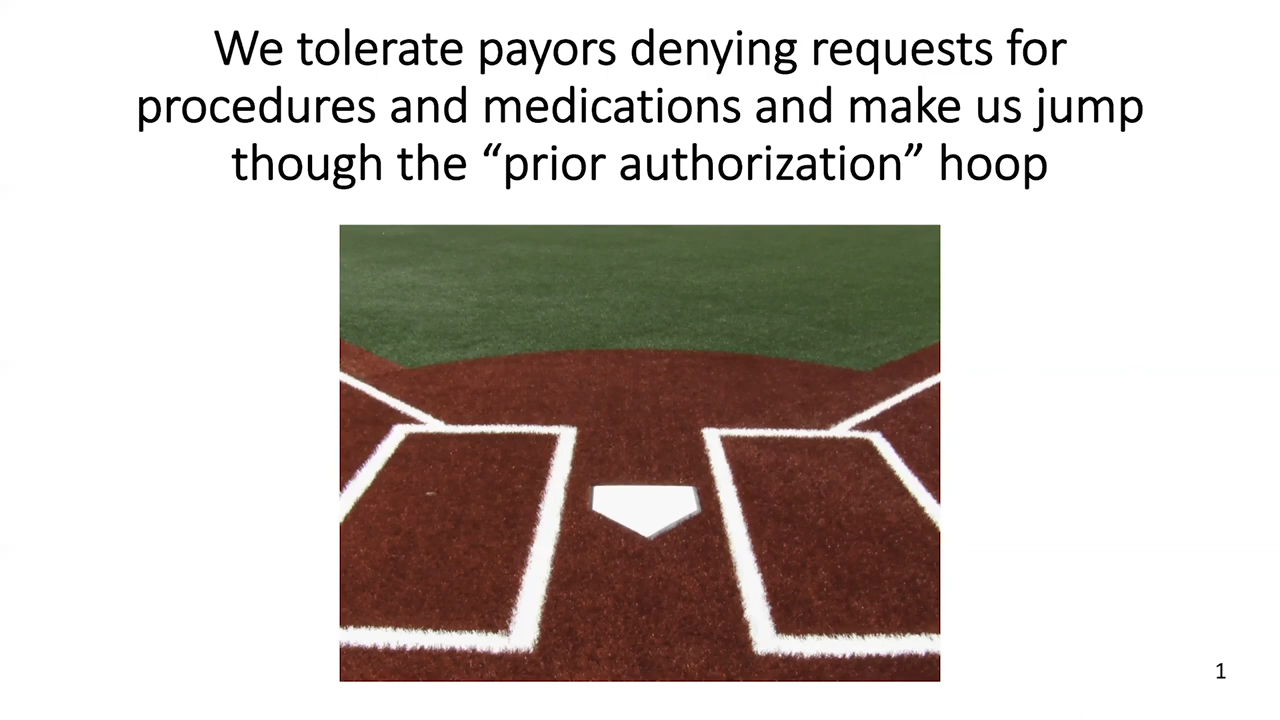 We tolerate payors denying requests for
procedures and medications and make us jump
though the “prior authorization” hoop
1